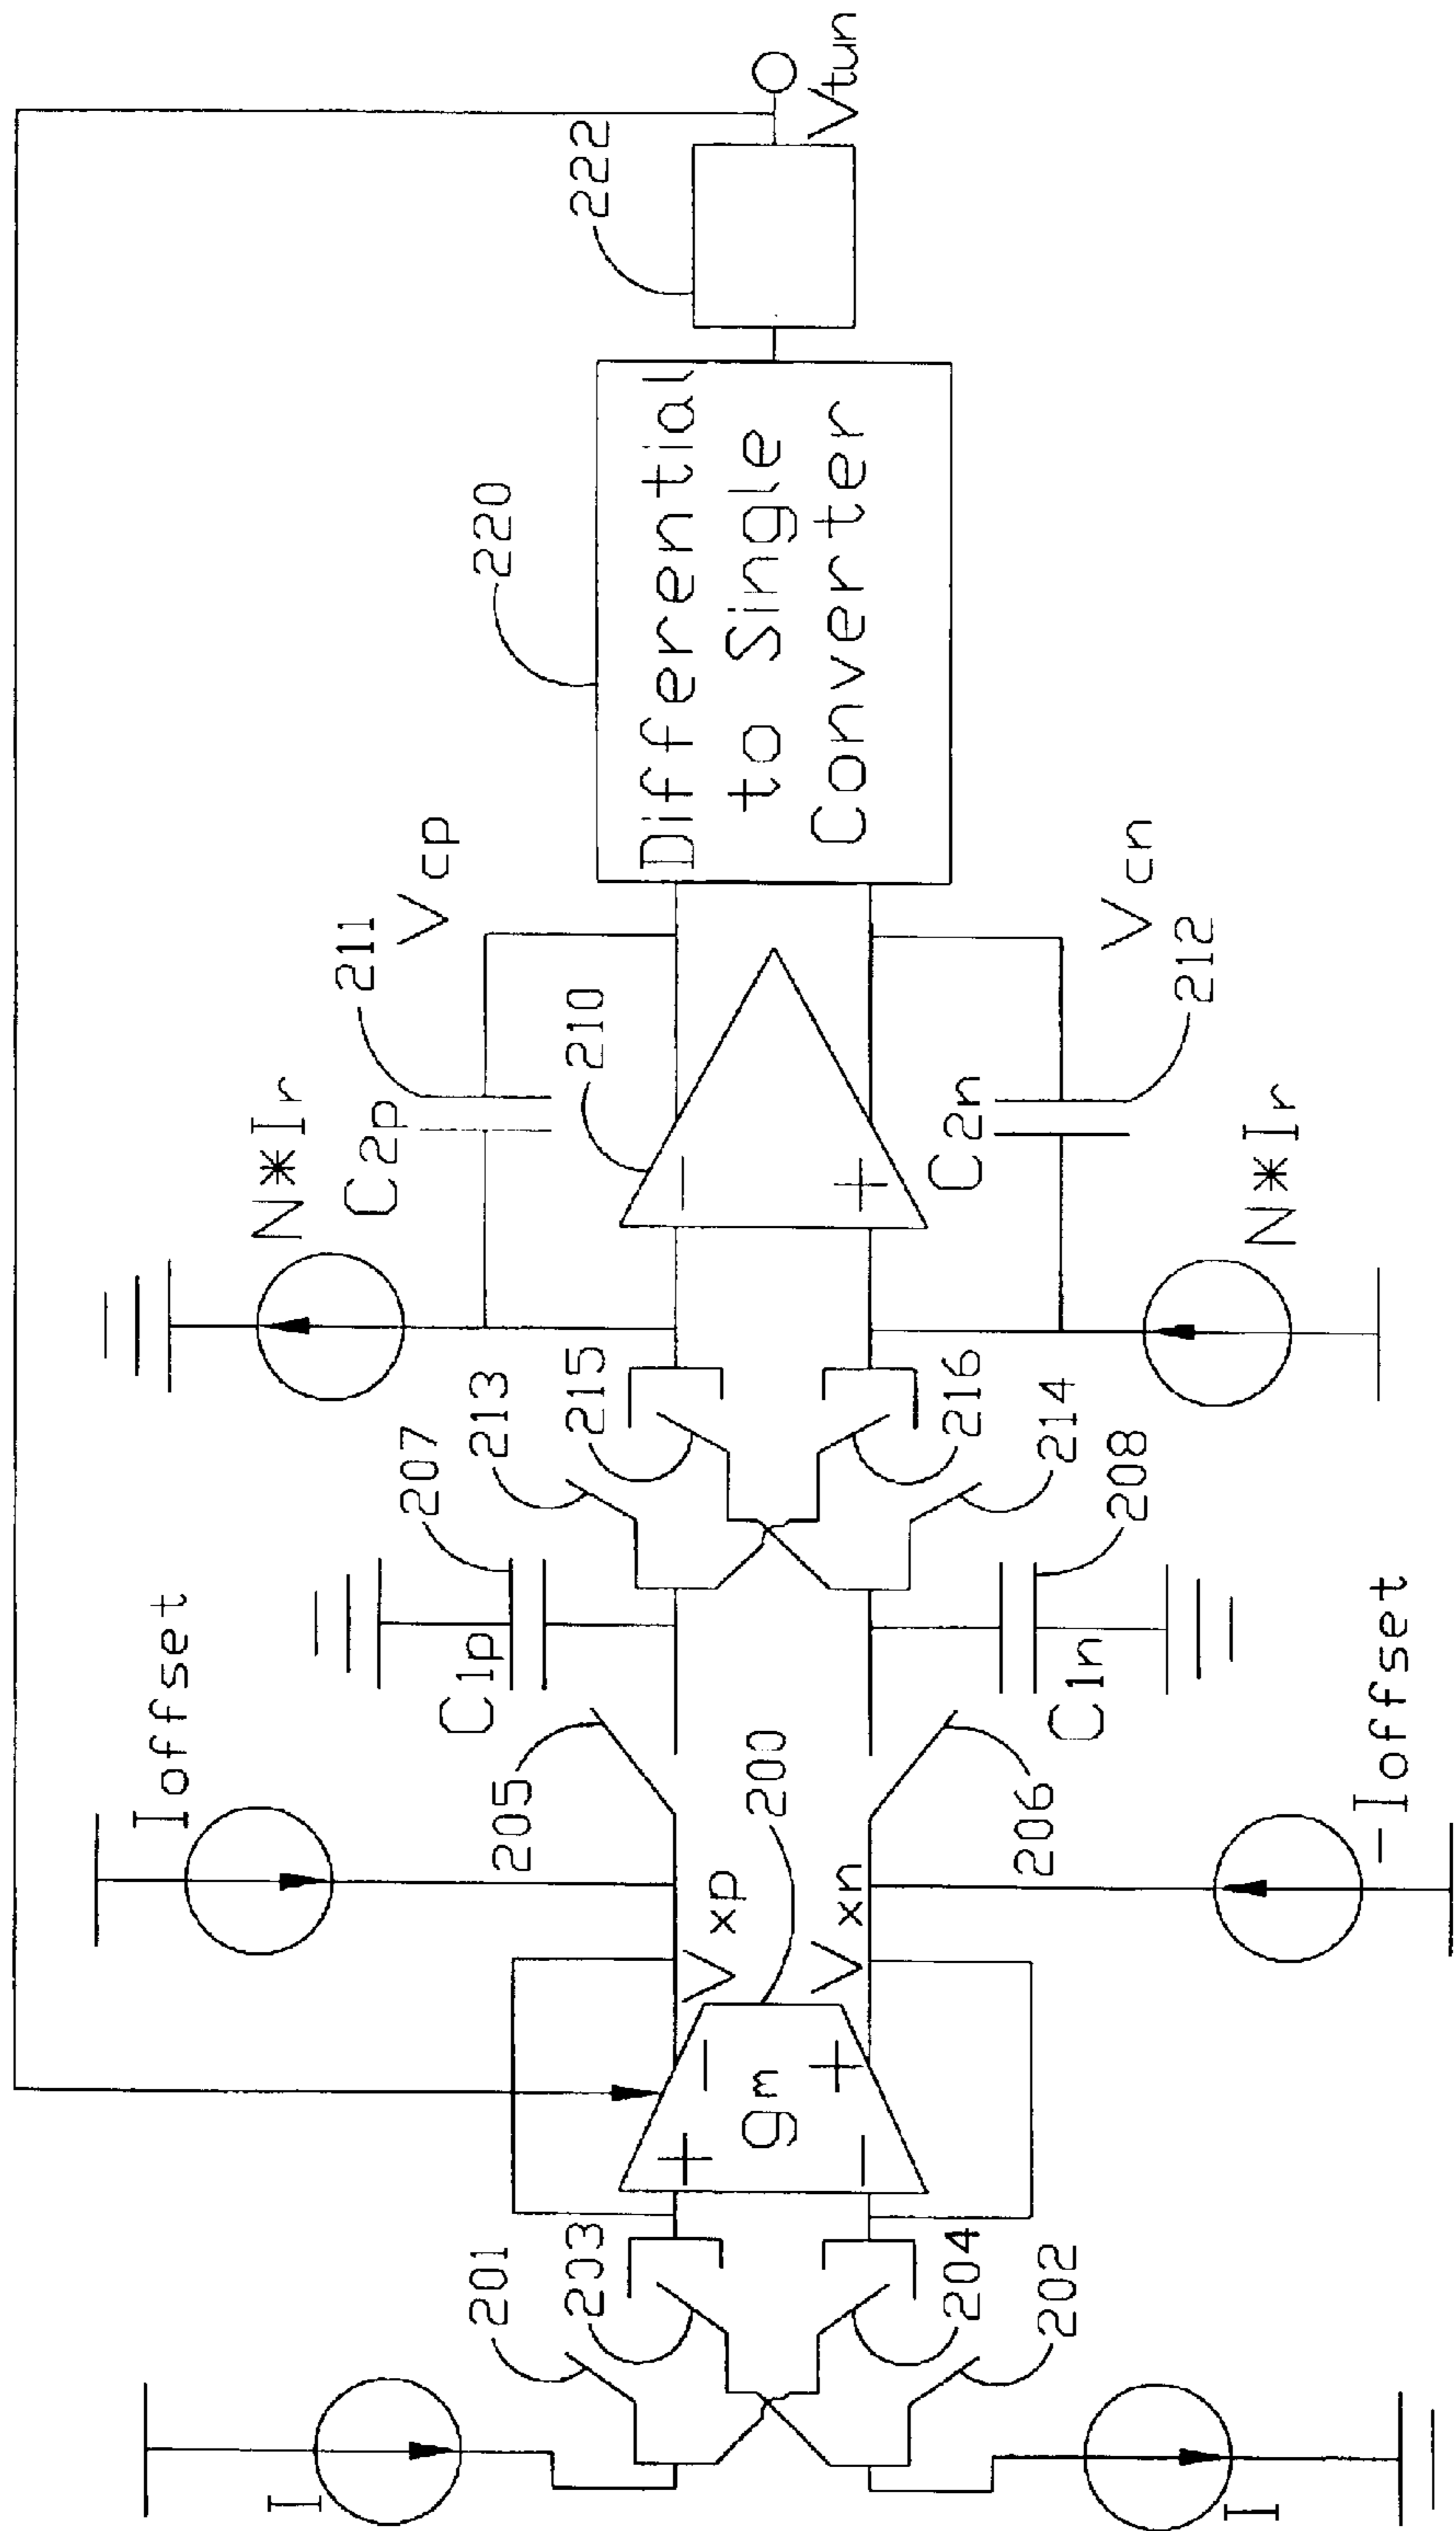 I
I
201
203
204
202
gm
+
−
−
+
Vxp
Vxn
200
Ioffset
−Ioffset
205
206
C1p
207
C1n
208
213
215
216
214
N*Ir
N*Ir
C2p
211
C2n
212
−
+
210
Vcp
Vcn
220
Differential
to Single
Converter
222
Vtun